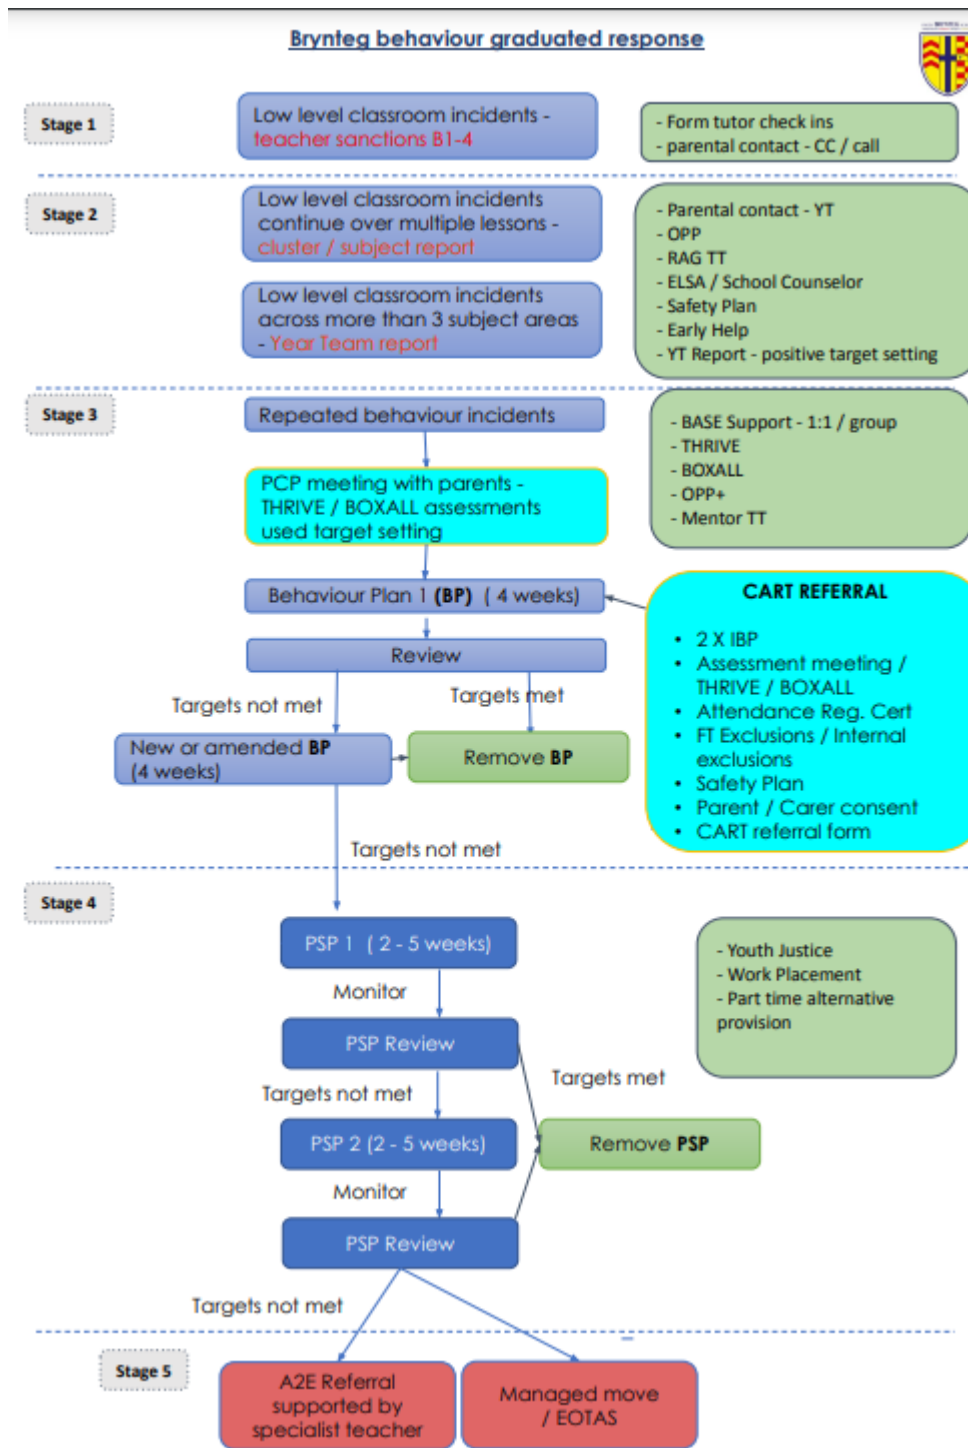 Brynteg behaviour graduated response
Stage 1
Low level classroom incidents -
teacher sanctions B1-4
- Form tutor check ins
- parental contact - CC / call
Stage 2
Low level classroom incidents
continue over multiple lessons -
cluster / subject report
Low level classroom incidents
across more than 3 subject areas
- Year Team report
- Parental contact - YT
- OPP
- RAG TT
- ELSA / School Counselor
- Safety Plan
- Early Help
- YT Report - positive target setting
Stage 3
Repeated behaviour incidents
PCP meeting with parents -
THRIVE / BOXALL assessments
used target setting
Behaviour Plan 1 (BP) ( 4 weeks)
Review
Targets not met
Targets met
New or amended BP
(4 weeks)
Remove BP
Targets not met
- BASE Support - 1:1 / group
- THRIVE
- BOXALL
- OPP+
- Mentor TT
CART REFERRAL
• 2 X IBP
• Assessment meeting /
THRIVE / BOXALL
• Attendance Reg. Cert
• FT Exclusions / Internal
exclusions
• Safety Plan
• Parent / Carer consent
• CART referral form
Stage 4
PSP 1 ( 2 - 5 weeks)
Monitor
PSP Review
Targets not met
Targets met
PSP 2 (2 - 5 weeks)
Remove PSP
Monitor
PSP Review
Targets not met
- Youth Justice
- Work Placement
- Part time alternative
provision
Stage 5
A2E Referral
supported by
specialist teacher
Managed move
/ EOTAS